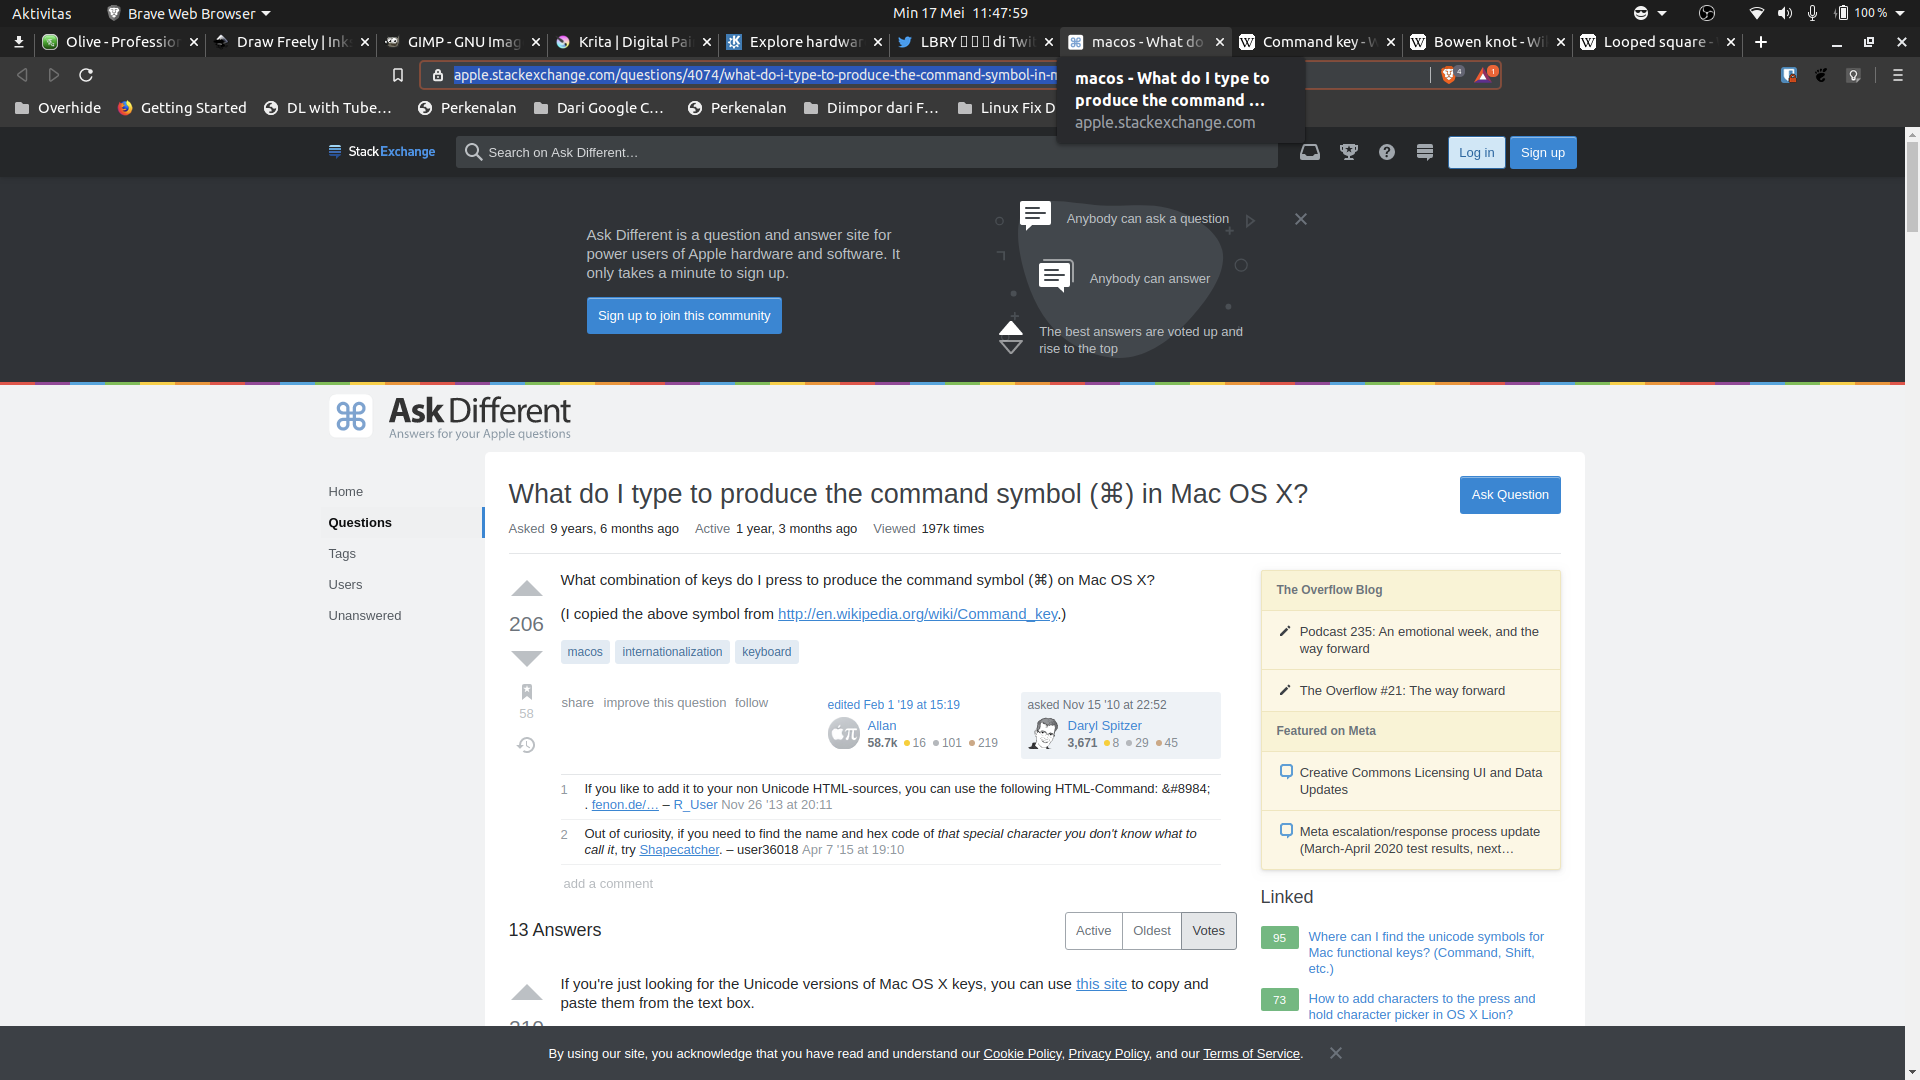 Aktivitas
Brave Web Browser
Min 17 Mei 11:47:59
100 %
Olive - Profession
Draw Freely | Ink
GIMP - GNU Imag
Krita | Digital Pai
Explore hardwar
LBRY di Twi
macos - What do
Command key - W
Bowen knot - Wi
Looped square -
apple.stackexchange.com/questions/4074/what-do-i-type-to-produce-the-command-symbol-in-m
4
1
macos - What do I type to
produce the command …
apple.stackexchange.com
Overhide
Getting Started
DL with Tube…
Perkenalan
Dari Google C…
Perkenalan
Diimpor dari F…
Linux Fix D
StackExchange
Search on Ask Different…
Log in
Sign up
Ask Different is a question and answer site for
power users of Apple hardware and software. It
only takes a minute to sign up.
Sign up to join this community
Anybody can ask a question
Anybody can answer
The best answers are voted up and
rise to the top
Ask Different
Answers for your Apple questions
Home
Questions
Tags
Users
Unanswered
What do I type to produce the command symbol (⌘) in Mac OS X?
Ask Question
Asked 9 years, 6 months ago Active 1 year, 3 months ago Viewed 197k times
206
58
What combination of keys do I press to produce the command symbol (⌘) on Mac OS X?
(I copied the above symbol from http://en.wikipedia.org/wiki/Command_key.)
macos internationalization keyboard
share improve this question follow
edited Feb 1 '19 at 15:19
Allan
58.7k 16 101 219
asked Nov 15 '10 at 22:52
Daryl Spitzer
3,671 8 29 45
1 If you like to add it to your non Unicode HTML-sources, you can use the following HTML-Command: &#8984;
. fenon.de/… – R_User Nov 26 '13 at 20:11
2 Out of curiosity, if you need to find the name and hex code of that special character you don't know what to
call it, try Shapecatcher. – user36018 Apr 7 '15 at 19:10
add a comment
13 Answers
Active Oldest Votes
If you're just looking for the Unicode versions of Mac OS X keys, you can use this site to copy and
paste them from the text box.
The Overflow Blog
Podcast 235: An emotional week, and the
way forward
The Overflow #21: The way forward
Featured on Meta
Creative Commons Licensing UI and Data
Updates
Meta escalation/response process update
(March-April 2020 test results, next…
Linked
95 Where can I find the unicode symbols for
Mac functional keys? (Command, Shift,
etc.)
73 How to add characters to the press and
hold character picker in OS X Lion?
By using our site, you acknowledge that you have read and understand our Cookie Policy, Privacy Policy, and our Terms of Service.